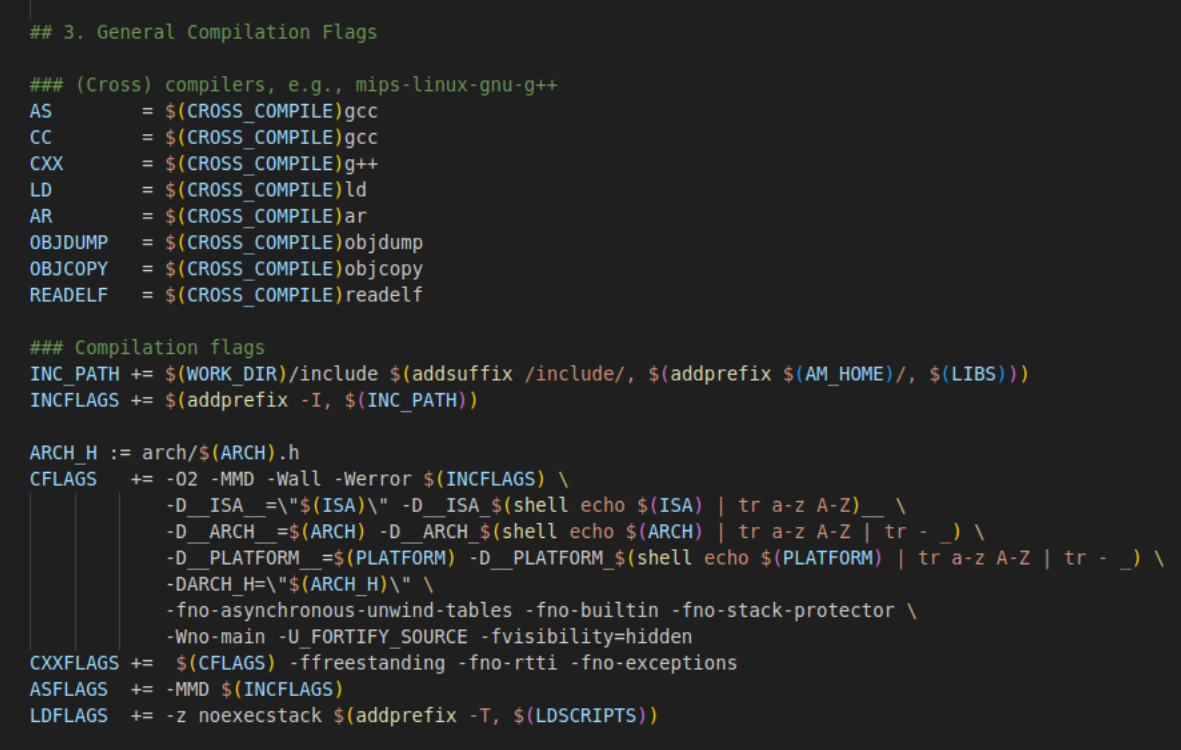 ## 3. General Compilation Flags
### (Cross) compilers, e.g., mips-linux-gnu-g++
AS        = $(CROSS_COMPILE)gcc
CC        = $(CROSS_COMPILE)gcc
CXX       = $(CROSS_COMPILE)g++
LD        = $(CROSS_COMPILE)ld
AR        = $(CROSS_COMPILE)ar
OBJDUMP   = $(CROSS_COMPILE)objdump
OBJCOPY   = $(CROSS_COMPILE)objcopy
READELF   = $(CROSS_COMPILE)readelf
### Compilation flags
INC_PATH += $(WORK_DIR)/include $(addsuffix /include/, $(addprefix $(AM_HOME)/, $(LIBS)))
INCFLAGS += $(addprefix -I, $(INC_PATH))
ARCH_H := arch/$(ARCH).h
CFLAGS   += -O2 -MMD -Wall -Werror $(INCFLAGS) \
            -D__ISA__=\"$(ISA)\" -D__ISA_$(shell echo $(ISA) | tr a-z A-Z)__ \
            -D__ARCH__=$(ARCH) -D__ARCH_$(shell echo $(ARCH) | tr a-z A-Z | tr - _) \
            -D__PLATFORM__=$(PLATFORM) -D__PLATFORM_$(shell echo $(PLATFORM) | tr a-z A-Z | tr - _) \
            -DARCH_H=\"$(ARCH_H)\" \
            -fno-asynchronous-unwind-tables -fno-builtin -fno-stack-protector \
            -Wno-main -U_FORTIFY_SOURCE -fvisibility=hidden
CXXFLAGS +=  $(CFLAGS) -ffreestanding -fno-rtti -fno-exceptions
ASFLAGS  += -MMD $(INCFLAGS)
LDFLAGS  += -z noexecstack $(addprefix -T, $(LDSCRIPTS))